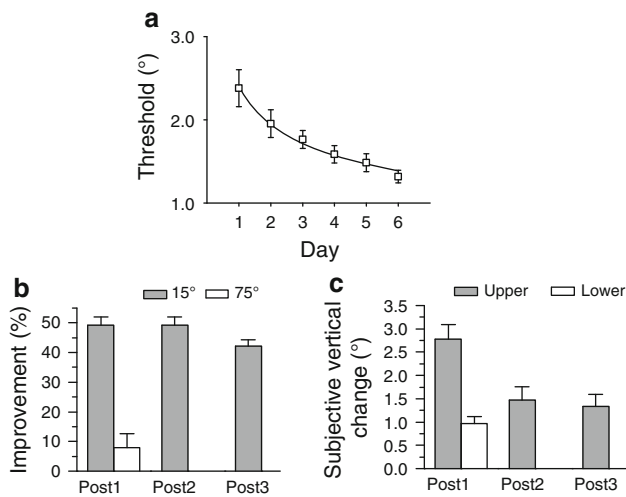 a
3.0
2.0
1.0
Threshold (°)
1 2 3 4 5 6
Day
b
15° 75°
50
40
30
20
10
0
Improvement (%)
Post1 Post2 Post3
c
Upper Lower
3.5
3.0
2.5
2.0
1.5
1.0
0.5
0.0
Subjective vertical
change (°)
Post1 Post2 Post3